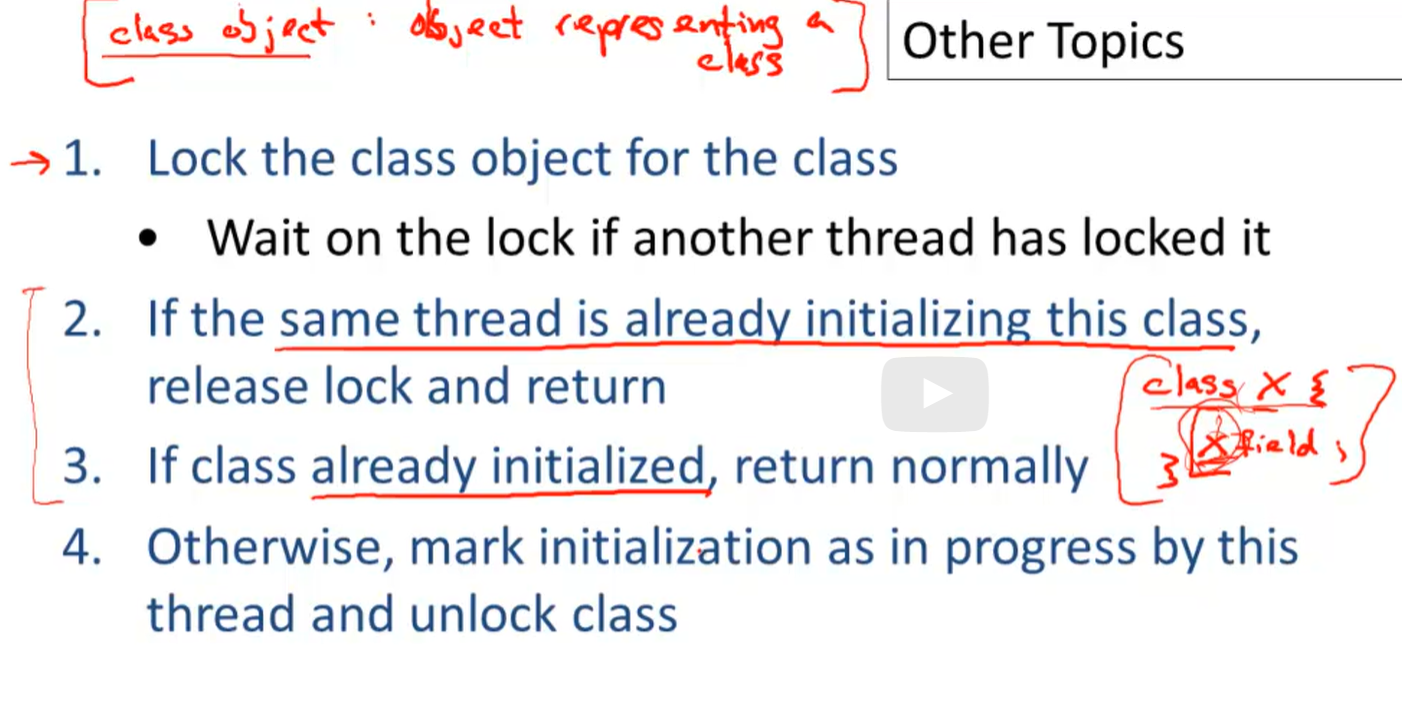 class object : object representing a
class
Other Topics
→ 1. Lock the class object for the class
• Wait on the lock if another thread has locked it
2. If the same thread is already initializing this class,
release lock and return
class X {
3. If class already initialized, return normally
X field ;
}
4. Otherwise, mark initialization as in progress by this
thread and unlock class